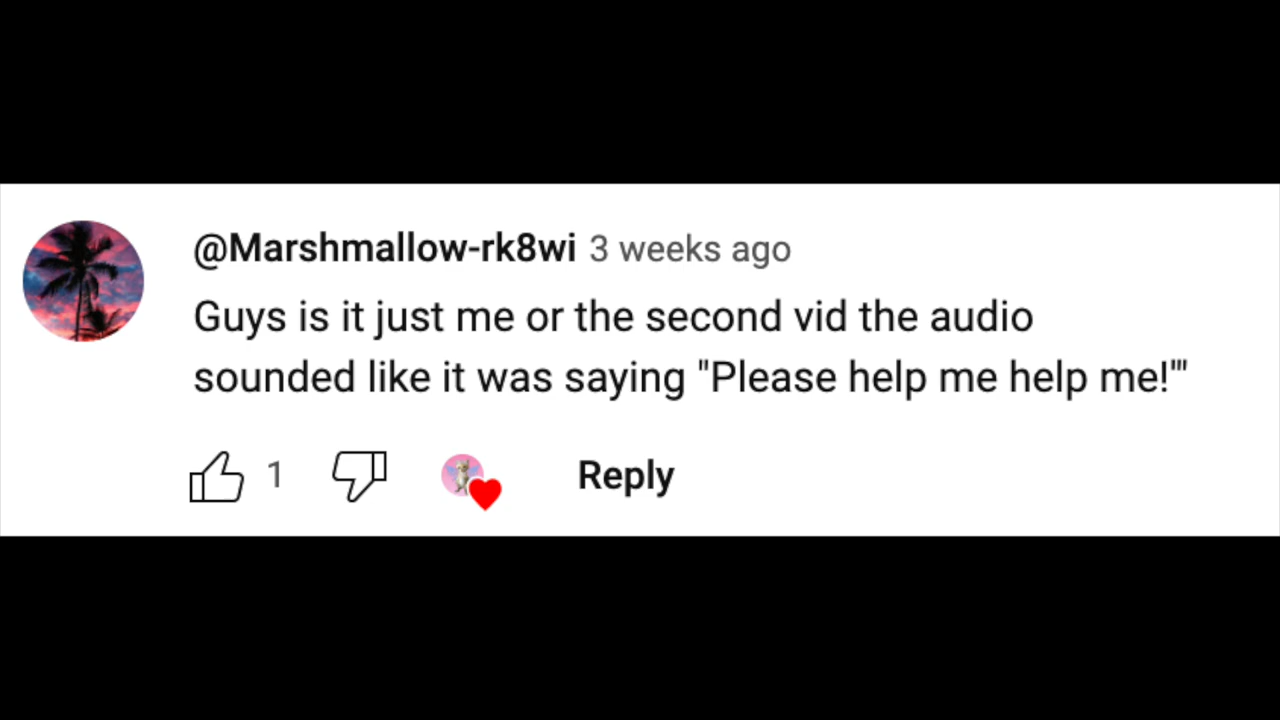 @Marshmallow-rk8wi 3 weeks ago
Guys is it just me or the second vid the audio
sounded like it was saying "Please help me help me!'"
1 Reply